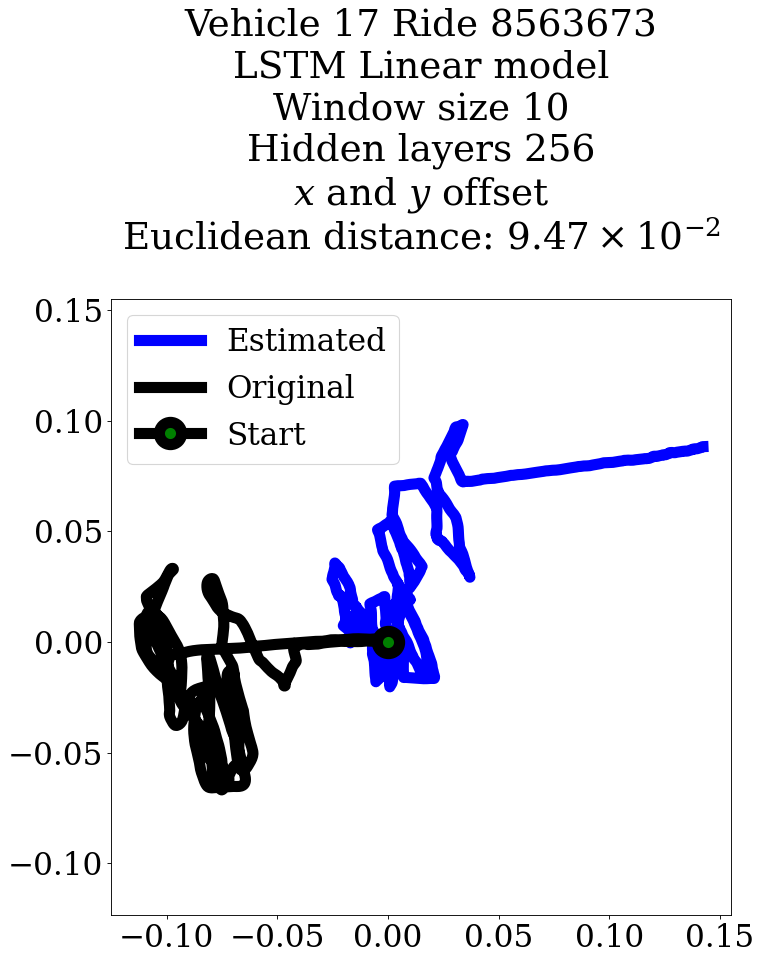 Vehicle 17 Ride 8563673
LSTM Linear model
Window size 10
Hidden layers 256
x and y offset
Euclidean distance: 9.47 × 10⁻²
0.15
0.10
0.05
0.00
−0.05
−0.10
Estimated
Original
Start
−0.10 −0.05 0.00 0.05 0.10 0.15